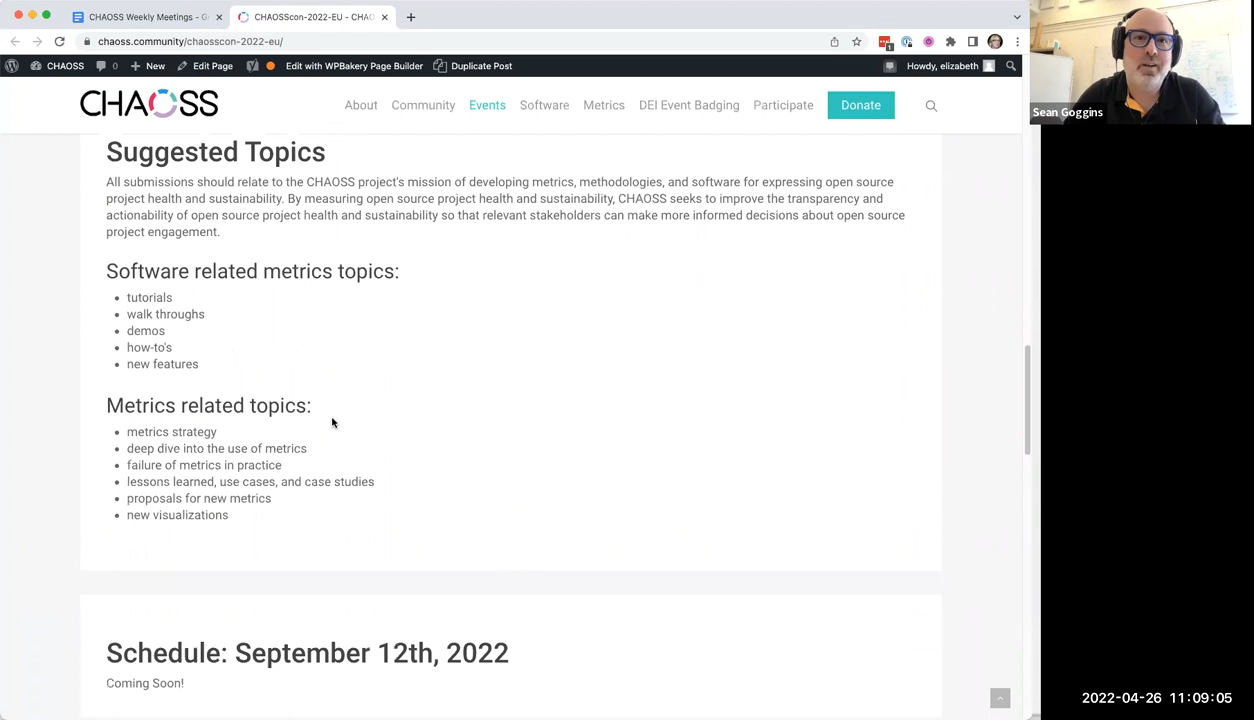 CHAOSS Weekly Meetings - G
CHAOSScon-2022-EU - CHAO
chaoss.community/chaosscon-2022-eu/
1
CHAOSS 0 New Edit Page Edit with WPBakery Page Builder Duplicate Post Howdy, elizabeth
CHAOSS
About Community Events Software Metrics DEI Event Badging Participate Donate
Sean Goggins
Suggested Topics
All submissions should relate to the CHAOSS project's mission of developing metrics, methodologies, and software for expressing open source
project health and sustainability. By measuring open source project health and sustainability, CHAOSS seeks to improve the transparency and
actionability of open source project health and sustainability so that relevant stakeholders can make more informed decisions about open source
project engagement.
Software related metrics topics:
• tutorials
• walk throughs
• demos
• how-to's
• new features
Metrics related topics:
• metrics strategy
• deep dive into the use of metrics
• failure of metrics in practice
• lessons learned, use cases, and case studies
• proposals for new metrics
• new visualizations
Schedule: September 12th, 2022
Coming Soon!
2022-04-26 11:09:05